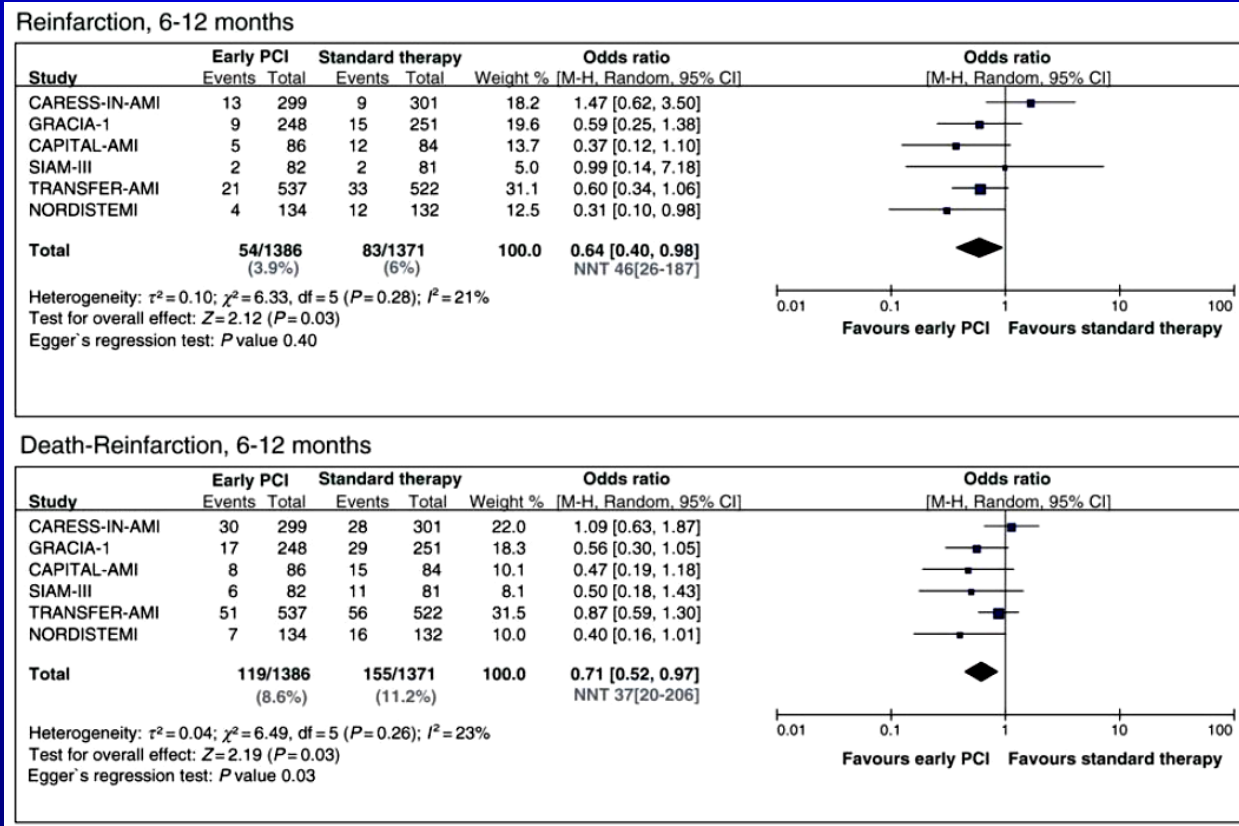 Reinfarction, 6-12 months
Early PCI Standard therapy Odds ratio Odds ratio
Study Events Total Events Total Weight % [M-H, Random, 95% CI] [M-H, Random, 95% CI]
CARESS-IN-AMI 13 299 9 301 18.2 1.47 [0.62, 3.50]
GRACIA-1 9 248 15 251 19.6 0.59 [0.25, 1.38]
CAPITAL-AMI 5 86 12 84 13.7 0.37 [0.12, 1.10]
SIAM-III 2 82 2 81 5.0 0.99 [0.14, 7.18]
TRANSFER-AMI 21 537 33 522 31.1 0.60 [0.34, 1.06]
NORDISTEMI 4 134 12 132 12.5 0.31 [0.10, 0.98]
Total 54/1386 83/1371 100.0 0.64 [0.40, 0.98]
(3.9%) (6%) NNT 46[26-187]
Heterogeneity: τ²=0.10; χ²=6.33, df=5 (P=0.28); I²=21%
Test for overall effect: Z=2.12 (P=0.03)
Egger`s regression test: P value 0.40
0.01 0.1 1 10 100
Favours early PCI Favours standard therapy
Death-Reinfarction, 6-12 months
Early PCI Standard therapy Odds ratio Odds ratio
Study Events Total Events Total Weight % [M-H, Random, 95% CI] [M-H, Random, 95% CI]
CARESS-IN-AMI 30 299 28 301 22.0 1.09 [0.63, 1.87]
GRACIA-1 17 248 29 251 18.3 0.56 [0.30, 1.05]
CAPITAL-AMI 8 86 15 84 10.1 0.47 [0.19, 1.18]
SIAM-III 6 82 11 81 8.1 0.50 [0.18, 1.43]
TRANSFER-AMI 51 537 56 522 31.5 0.87 [0.59, 1.30]
NORDISTEMI 7 134 16 132 10.0 0.40 [0.16, 1.01]
Total 119/1386 155/1371 100.0 0.71 [0.52, 0.97]
(8.6%) (11.2%) NNT 37[20-206]
Heterogeneity: τ²=0.04; χ²=6.49, df=5 (P=0.26); I²=23%
Test for overall effect: Z=2.19 (P=0.03)
Egger`s regression test: P value 0.03
0.01 0.1 1 10 100
Favours early PCI Favours standard therapy